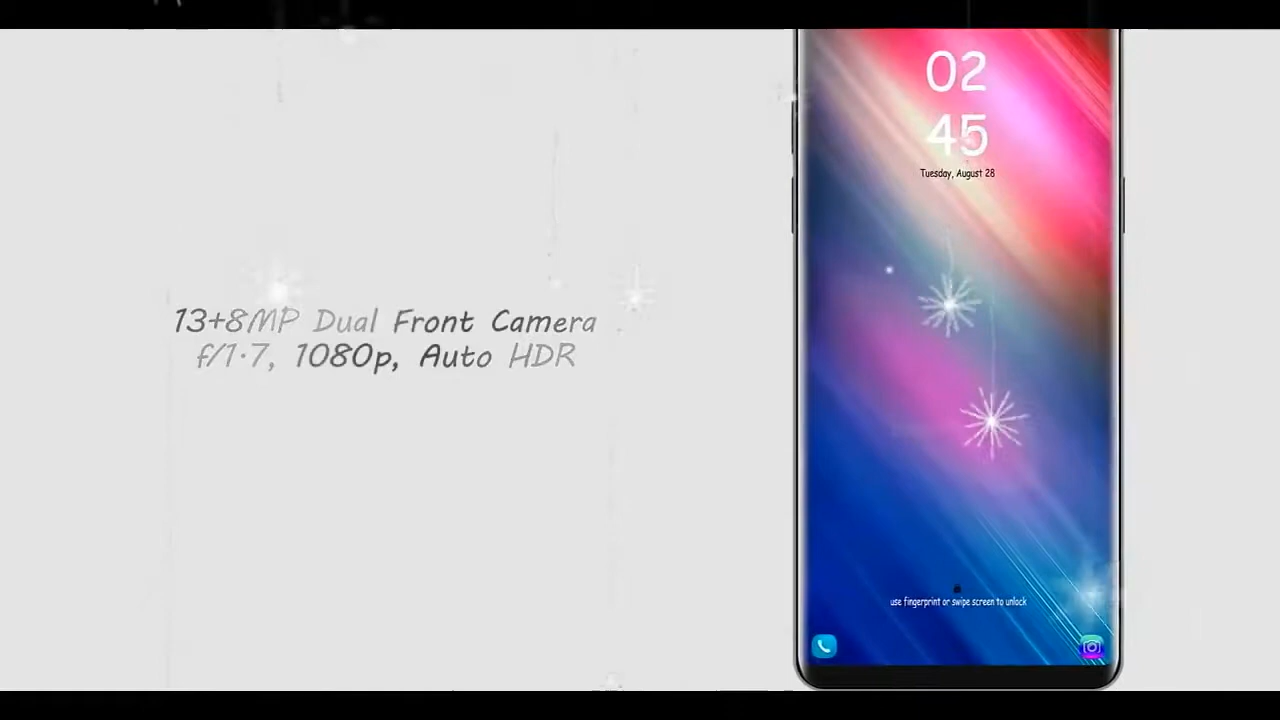 13+8MP Dual Front Camera
f/1.7, 1080p, Auto HDR
02
45
Tuesday, August 28
use fingerprint or swipe screen to unlock